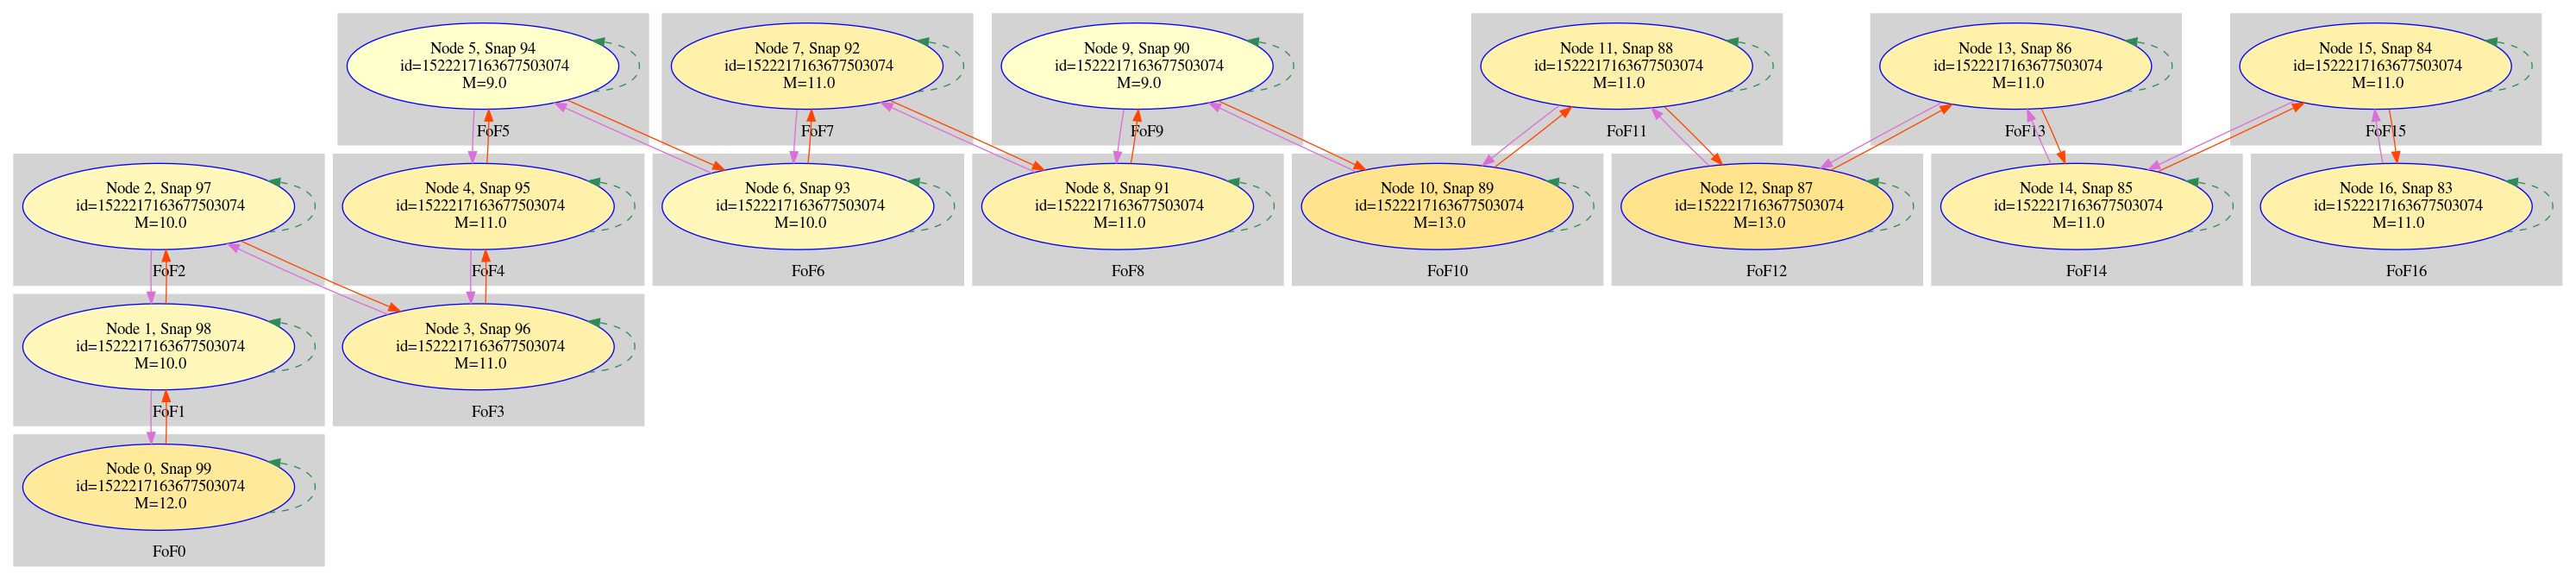 Node 5, Snap 94
id=1522217163677503074
M=9.0
FoF5
Node 7, Snap 92
id=1522217163677503074
M=11.0
FoF7
Node 9, Snap 90
id=1522217163677503074
M=9.0
FoF9
Node 11, Snap 88
id=1522217163677503074
M=11.0
FoF11
Node 13, Snap 86
id=1522217163677503074
M=11.0
FoF13
Node 15, Snap 84
id=1522217163677503074
M=11.0
FoF15
Node 2, Snap 97
id=1522217163677503074
M=10.0
FoF2
Node 4, Snap 95
id=1522217163677503074
M=11.0
FoF4
Node 6, Snap 93
id=1522217163677503074
M=10.0
FoF6
Node 8, Snap 91
id=1522217163677503074
M=11.0
FoF8
Node 10, Snap 89
id=1522217163677503074
M=13.0
FoF10
Node 12, Snap 87
id=1522217163677503074
M=13.0
FoF12
Node 14, Snap 85
id=1522217163677503074
M=11.0
FoF14
Node 16, Snap 83
id=1522217163677503074
M=11.0
FoF16
Node 1, Snap 98
id=1522217163677503074
M=10.0
FoF1
Node 3, Snap 96
id=1522217163677503074
M=11.0
FoF3
Node 0, Snap 99
id=1522217163677503074
M=12.0
FoF0